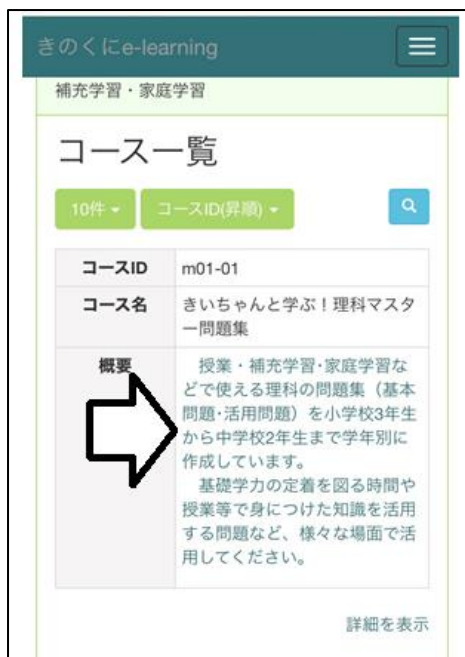 きのくにe-learning
補充学習・家庭学習
コース一覧
10件
コースID(昇順)
コースID
m01-01
コース名
きいちゃんと学ぶ！理科マスタ
ー問題集
概要
授業・補充学習・家庭学習な
どで使える理科の問題集（基本
問題・活用問題）を小学校3年生
から中学校2年生まで学年別に
作成しています。
基礎学力の定着を図る時間や
授業等で身につけた知識を活用
する問題など、様々な場面で活
用してください。
詳細を表示